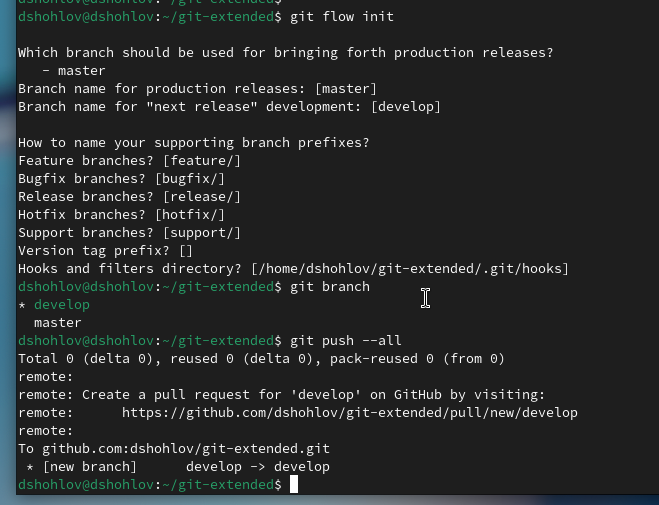 dshohlov@dshohlov:~/git-extended$ git flow init

Which branch should be used for bringing forth production releases?
   - master
Branch name for production releases: [master]
Branch name for "next release" development: [develop]

How to name your supporting branch prefixes?
Feature branches? [feature/]
Bugfix branches? [bugfix/]
Release branches? [release/]
Hotfix branches? [hotfix/]
Support branches? [support/]
Version tag prefix? []
Hooks and filters directory? [/home/dshohlov/git-extended/.git/hooks]
dshohlov@dshohlov:~/git-extended$ git branch
* develop
  master
dshohlov@dshohlov:~/git-extended$ git push --all
Total 0 (delta 0), reused 0 (delta 0), pack-reused 0 (from 0)
remote:
remote: Create a pull request for 'develop' on GitHub by visiting:
remote:      https://github.com/dshohlov/git-extended/pull/new/develop
remote:
To github.com:dshohlov/git-extended.git
 * [new branch]      develop -> develop
dshohlov@dshohlov:~/git-extended$